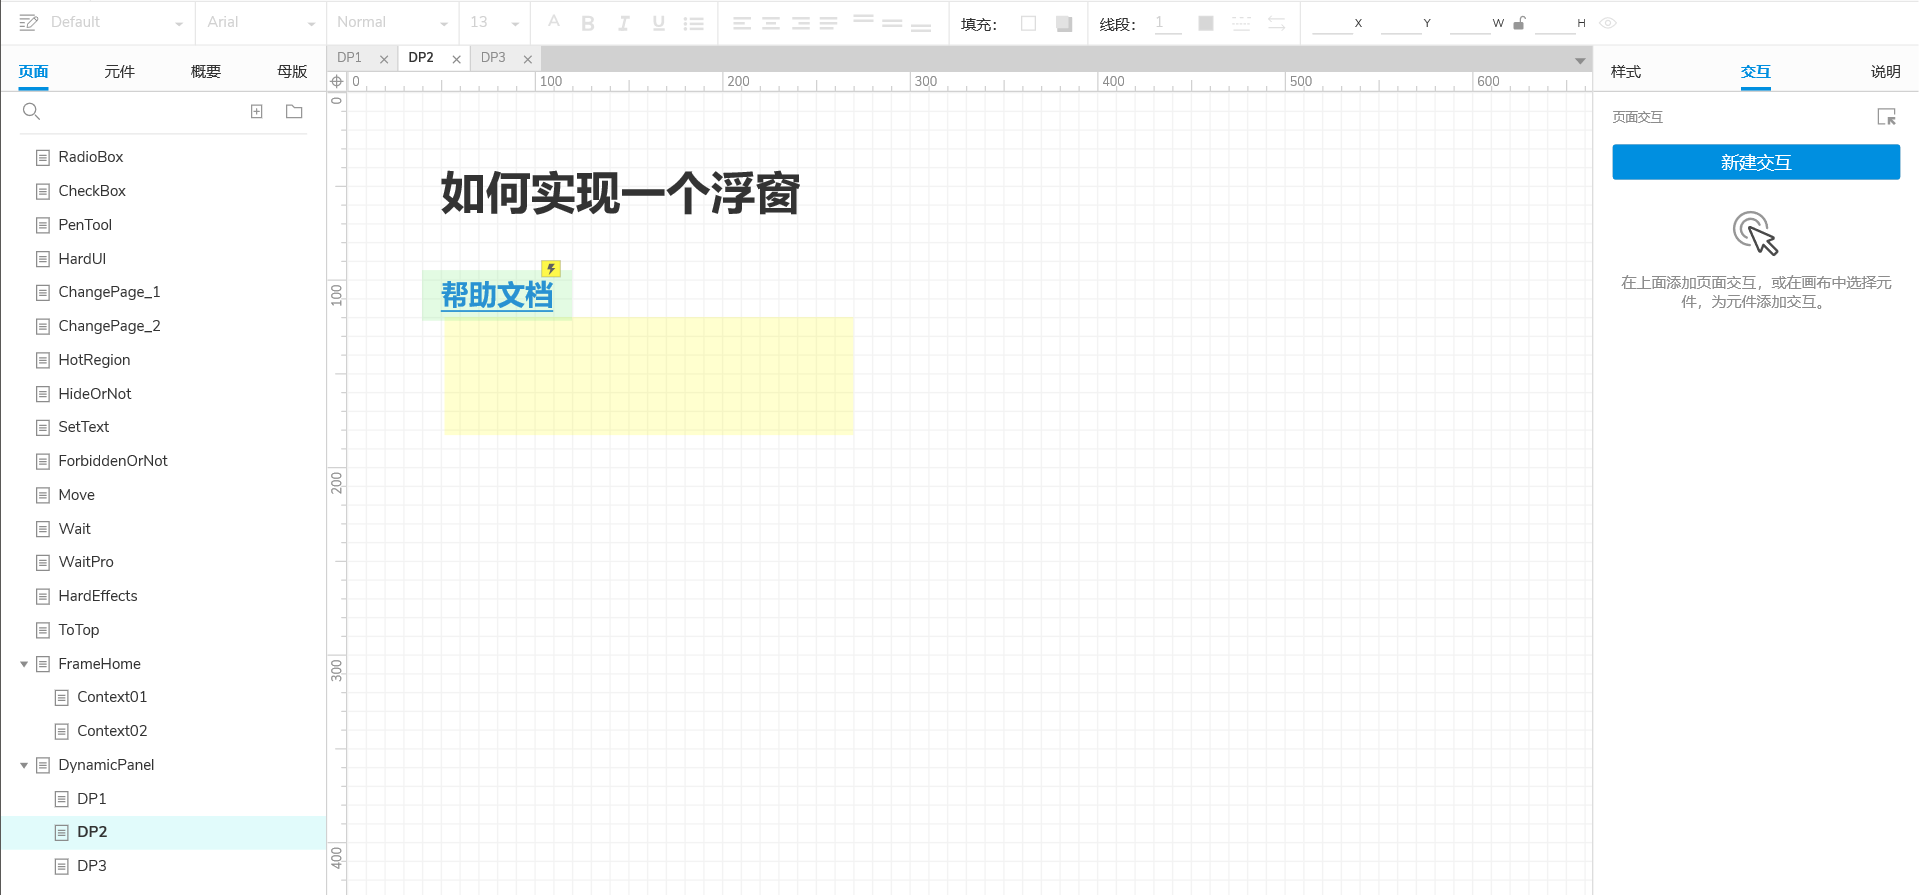 Default Arial Normal 13 填充: 线段: 1 X Y W H
页面 元件 概要 母版
DP1 DP2 DP3
样式 交互 说明
0 100 200 300 400 500 600
0
100
200
300
400
RadioBox
CheckBox
PenTool
HardUI
ChangePage_1
ChangePage_2
HotRegion
HideOrNot
SetText
ForbiddenOrNot
Move
Wait
WaitPro
HardEffects
ToTop
FrameHome
Context01
Context02
DynamicPanel
DP1
DP2
DP3
如何实现一个浮窗
帮助文档
页面交互
新建交互
在上面添加页面交互，或在画布中选择元
件，为元件添加交互。